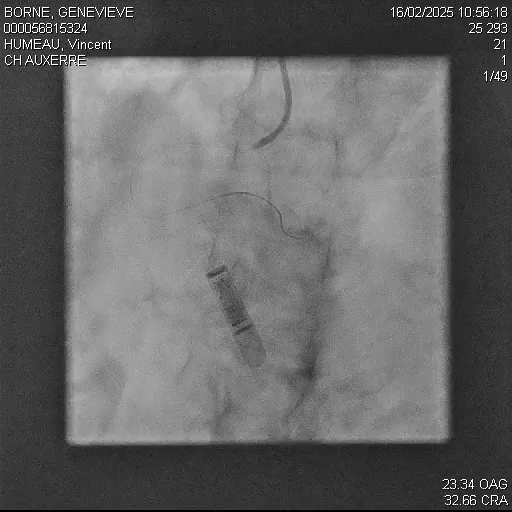 BORNE, GENEVIEVE
000056815324
HUMEAU, Vincent
CH AUXERRE
16/02/2025 10:56:18
25 293
21
1
1/49
23.34 OAG
32.66 CRA